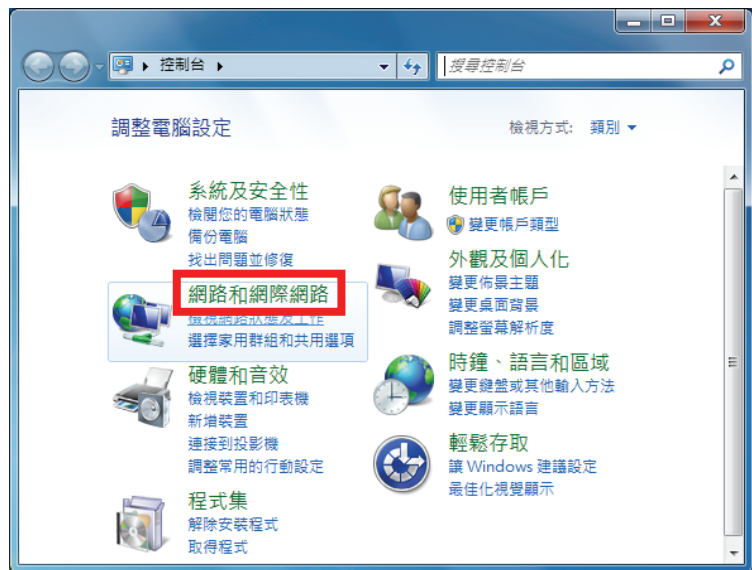 控制台
搜尋控制台
調整電腦設定
檢視方式: 類別
系統及安全性
檢閱您的電腦狀態
備份電腦
找出問題並修復
網路和網際網路
檢視網路狀態及工作
選擇家用群組和共用選項
硬體和音效
檢視裝置和印表機
新增裝置
連接到投影機
調整常用的行動設定
程式集
解除安裝程式
取得程式
使用者帳戶
變更帳戶類型
外觀及個人化
變更佈景主題
變更桌面背景
調整螢幕解析度
時鐘、語言和區域
變更鍵盤或其他輸入方法
變更顯示語言
輕鬆存取
讓 Windows 建議設定
最佳化視覺顯示